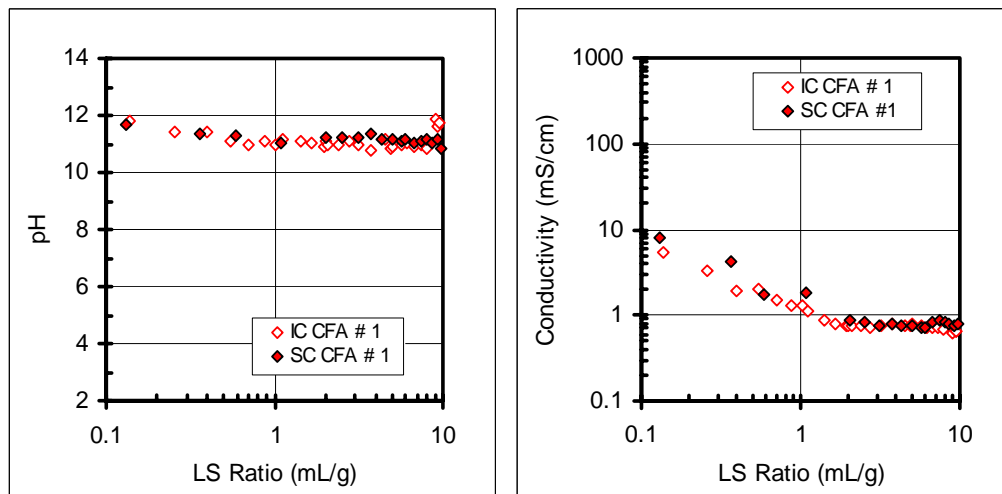 14
12
10
8
6
4
2
pH
IC CFA # 1
SC CFA # 1
0.1 1 10
LS Ratio (mL/g)
1000
100
10
1
0.1
Conductivity (mS/cm)
IC CFA # 1
SC CFA #1
0.1 1 10
LS Ratio (mL/g)